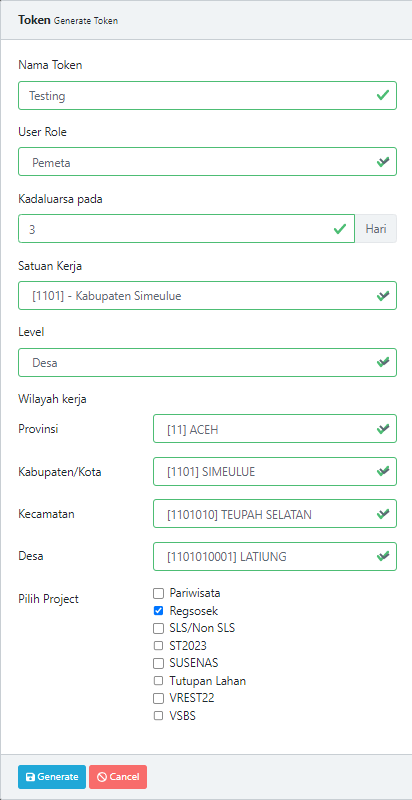 Token Generate Token
Nama Token
Testing
User Role
Pemeta
Kadaluarsa pada
3 Hari
Satuan Kerja
[1101] - Kabupaten Simeulue
Level
Desa
Wilayah kerja
Provinsi [11] ACEH
Kabupaten/Kota [1101] SIMEULUE
Kecamatan [1101010] TEUPAH SELATAN
Desa [1101010001] LATIUNG
Pilih Project Pariwisata
Regsosek
SLS/Non SLS
ST2023
SUSENAS
Tutupan Lahan
VREST22
VSBS
Generate Cancel